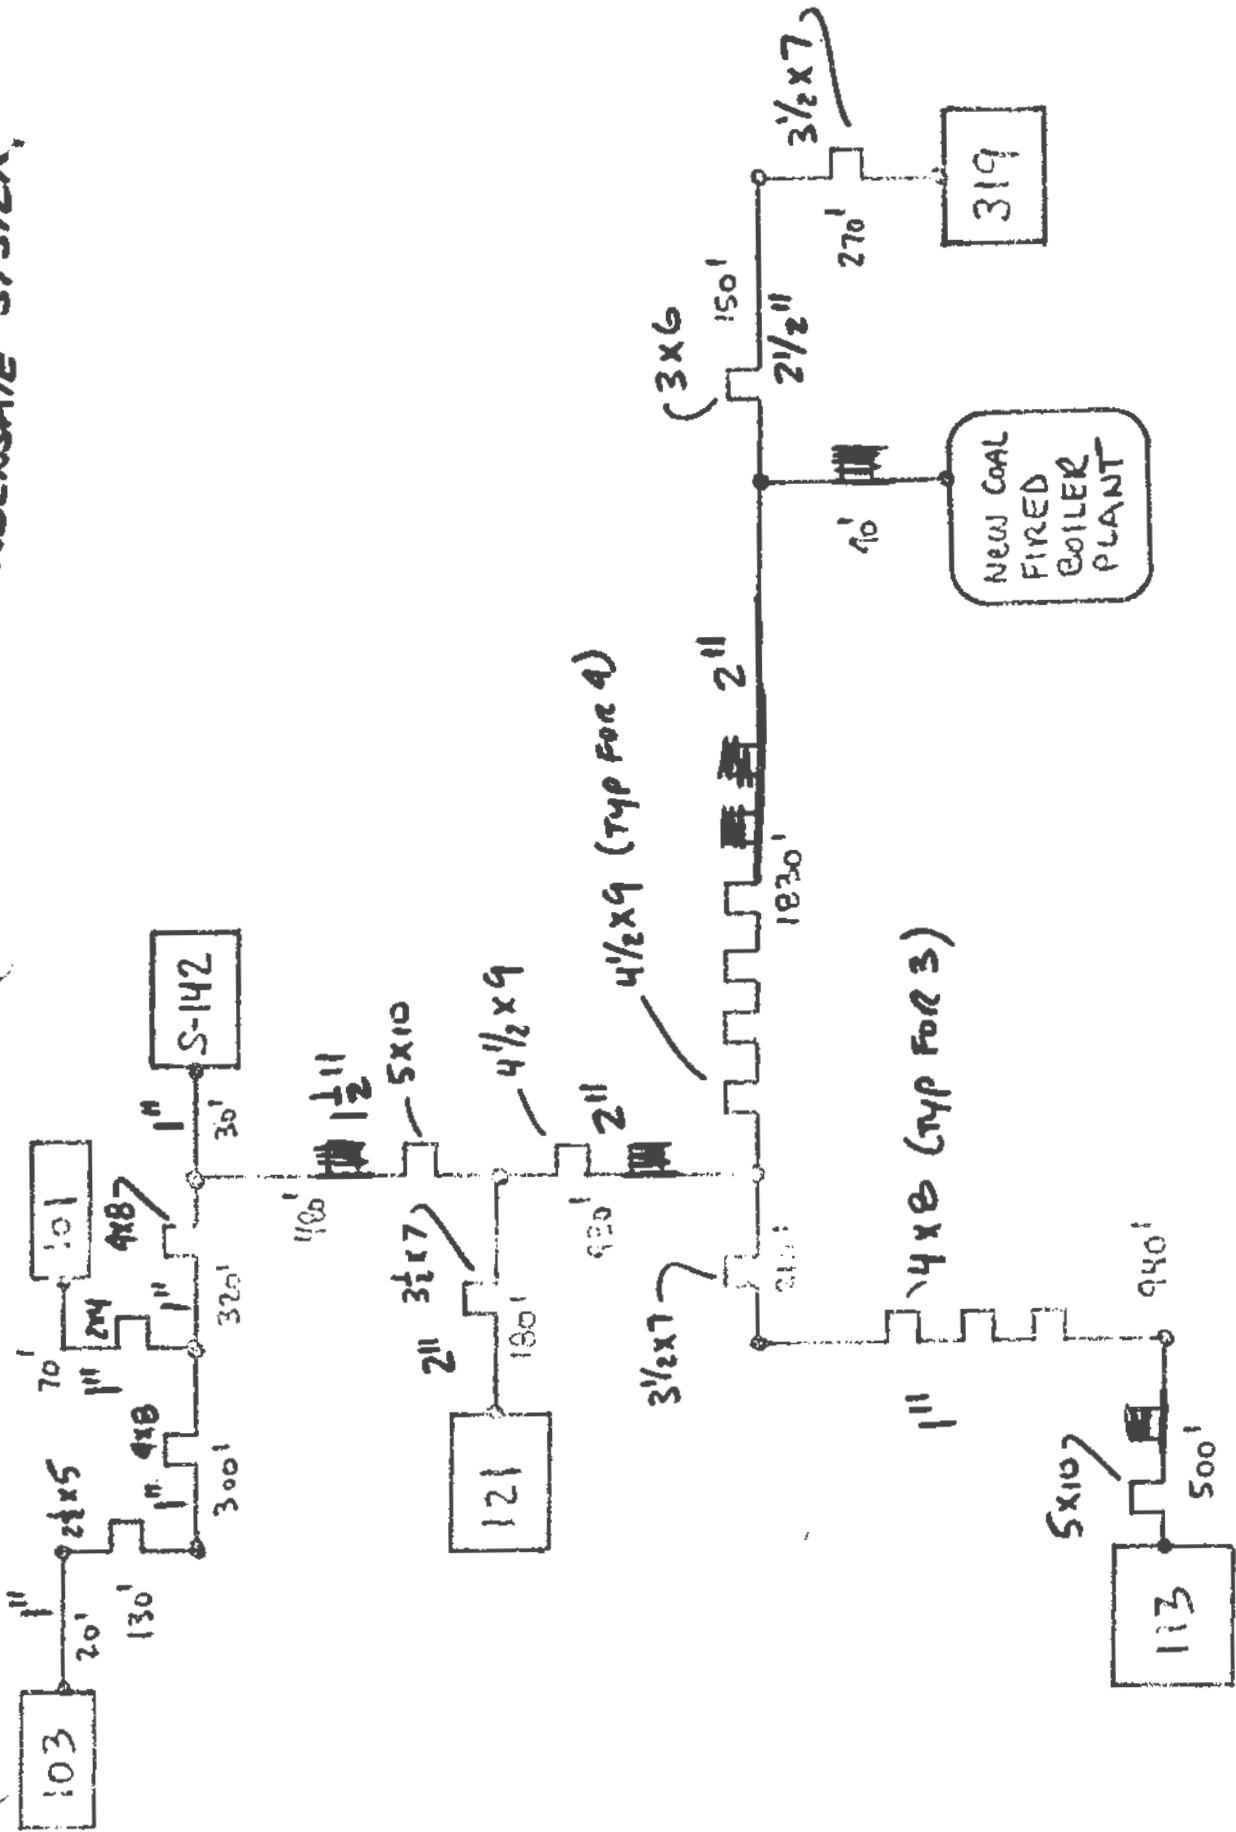 103
1"
20'
2½x5
130'
1"
4x8
300'
101
70'
1"
2x4
4x8
1"
320'
S-142
1"
30'
1½"
5x10
4½x9
2"
3½x7
2"
180'
121
3½x7
4½x9 (TYP FOR 4)
1830'
2"
(3x6
150'
2½"
3½x7
270'
319
NEW COAL
FIRED
BOILER
PLANT
4x8 (TYP FOR 3)
1"
940'
5x10
500'
113